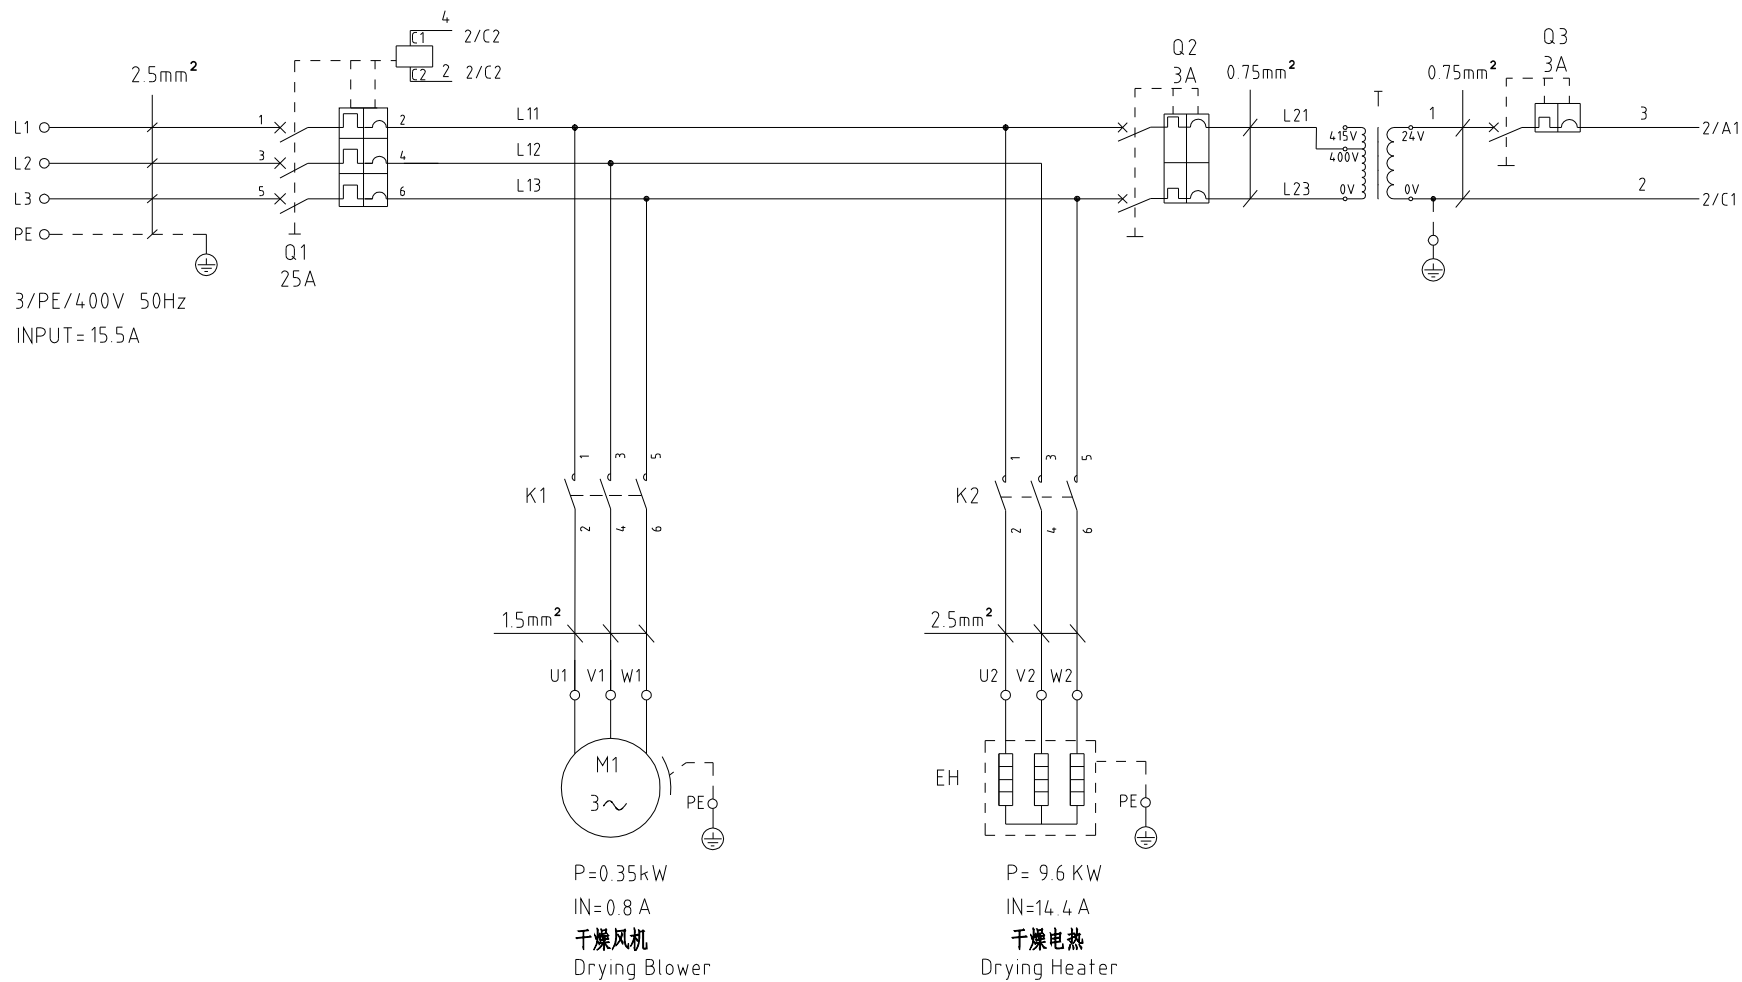 4
C1 2/C2
C2 2 2/C2
2.5mm²
Q2
3A
0.75mm²
0.75mm²
Q3
3A
T
L1 1 2 L11 L21 415V 24V 1 3 2/A1
400V
L2 3 4 L12
L3 5 6 L13 L23 0V 0V 2 2/C1
PE
Q1
25A
3/PE/400V 50Hz
INPUT=15.5A
1 3 5
K1
2 4 6
1 3 5
K2
2 4 6
1.5mm²
2.5mm²
U1 V1 W1
U2 V2 W2
M1
3~
PE
EH
PE
P=0.35kW
IN=0.8 A
干燥风机
Drying Blower
P= 9.6 KW
IN=14.4 A
干燥电热
Drying Heater